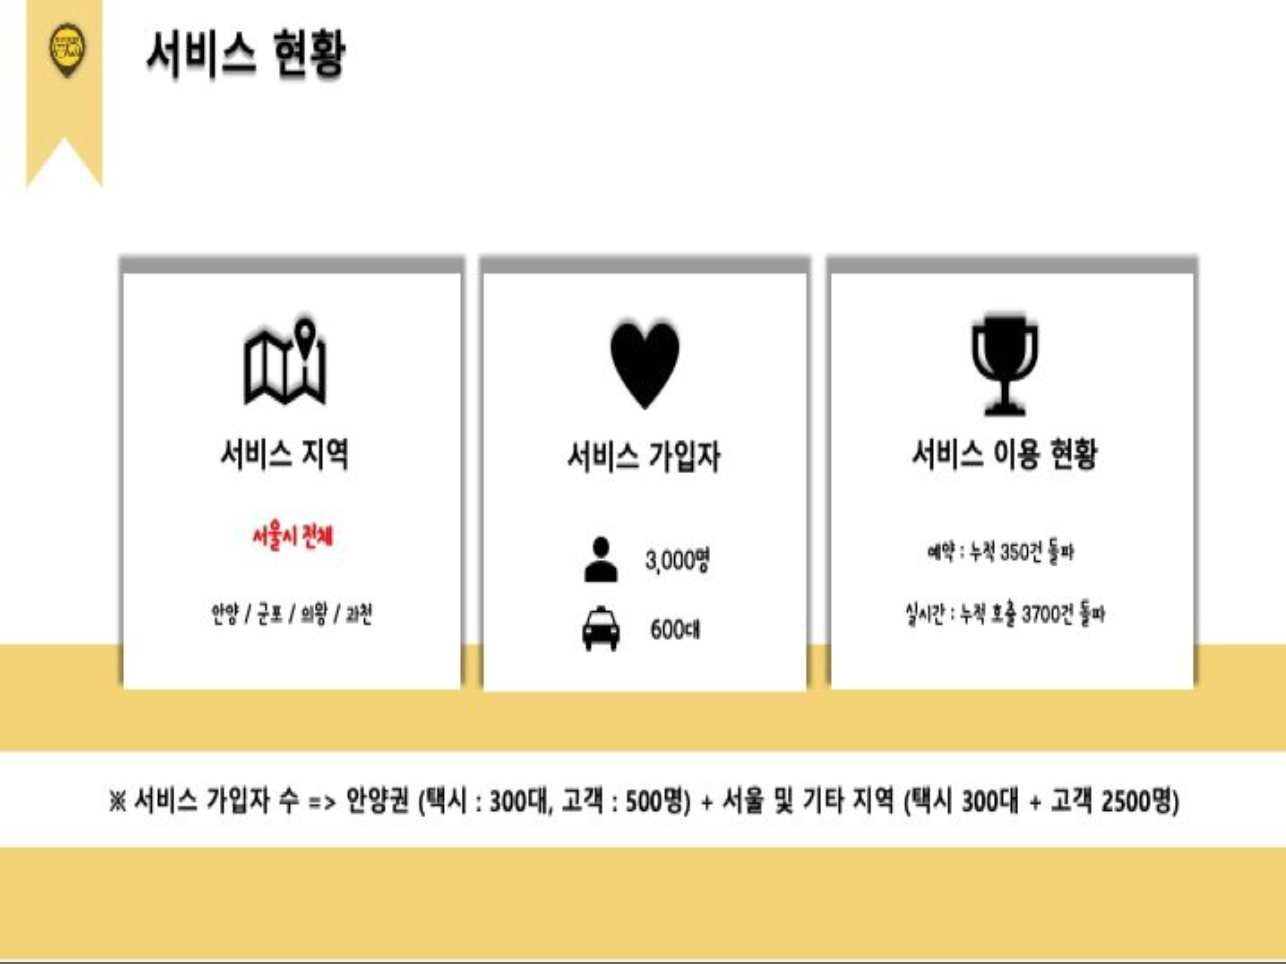 서비스 현황
서비스 지역
서울시 전체
안양 / 군포 / 의왕 / 과천
서비스 가입자
3,000명
600대
서비스 이용 현황
예약 : 누적 350건 돌파
실시간 : 누적 호출 3700건 돌파
※ 서비스 가입자 수 => 안양권 (택시 : 300대, 고객 : 500명) + 서울 및 기타 지역 (택시 300대 + 고객 2500명)